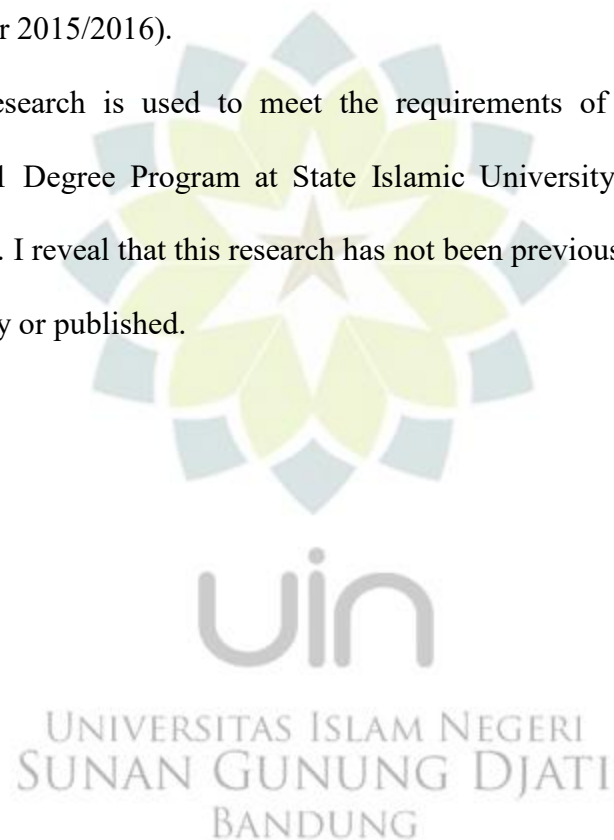 r 2015/2016).
esearch is used to meet the requirements of
l Degree Program at State Islamic University
. I reveal that this research has not been previous
y or published.
uin
UNIVERSITAS ISLAM NEGERI
SUNAN GUNUNG DJATI
BANDUNG